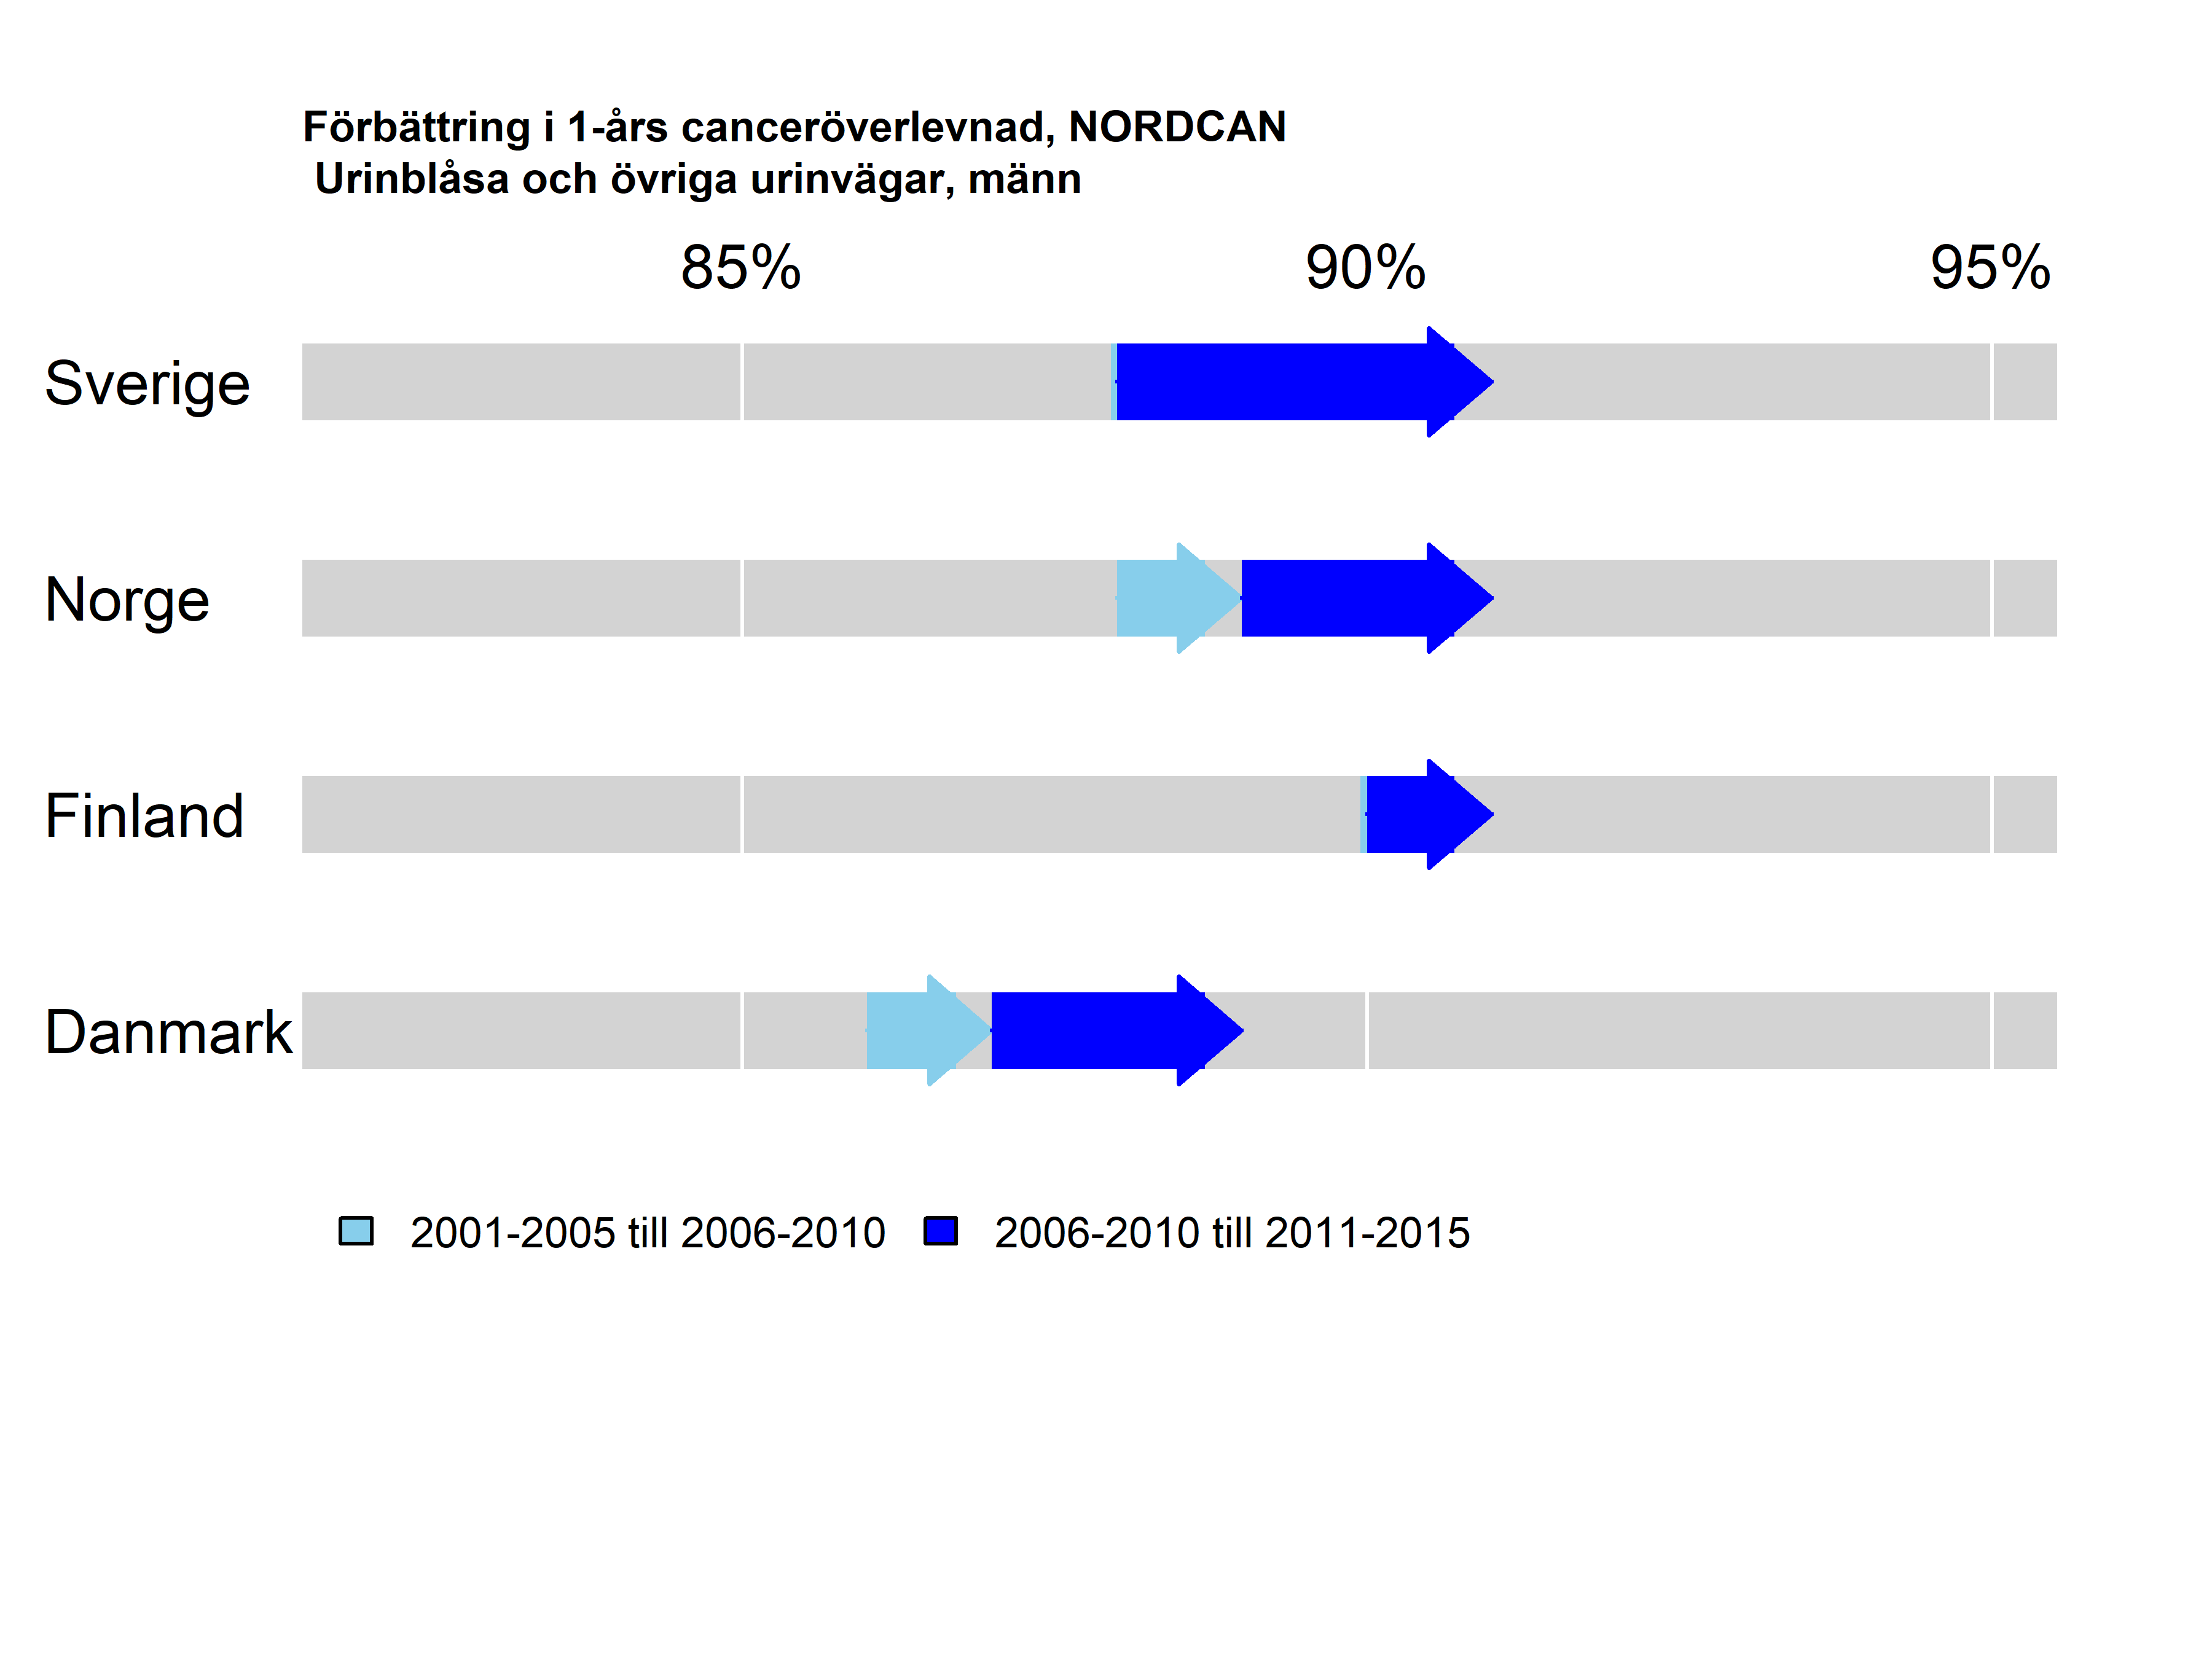 Förbättring i 1-års canceröverlevnad, NORDCAN
Urinblåsa och övriga urinvägar, männ
85% 90% 95%
Sverige
Norge
Finland
Danmark
2001-2005 till 2006-2010 2006-2010 till 2011-2015